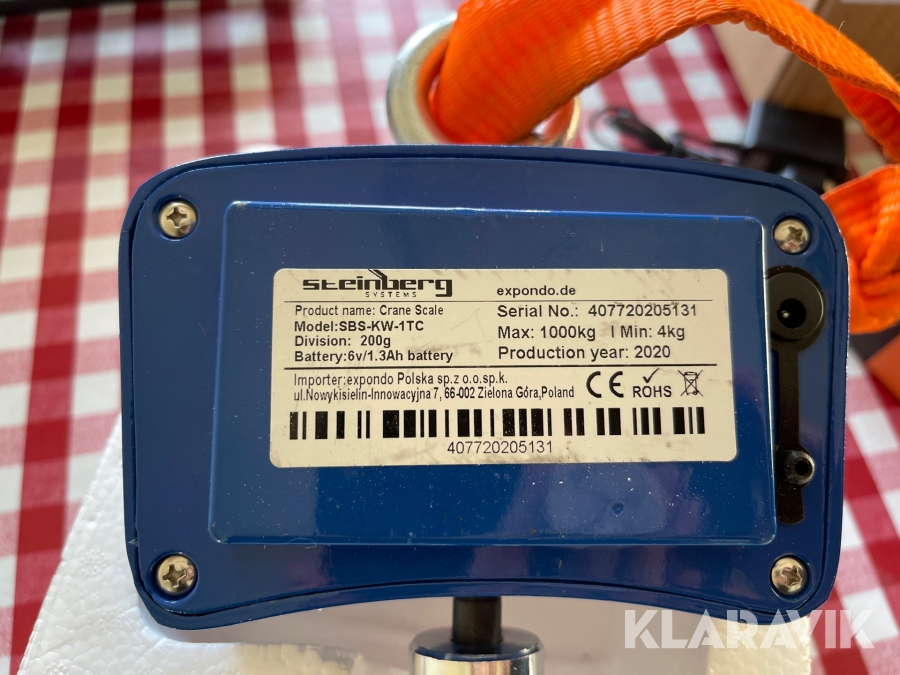 steinberg
SYSTEMS
expondo.de
Product name: Crane Scale
Model:SBS-KW-1TC
Division: 200g
Battery:6v/1.3Ah battery
Serial No.: 407720205131
Max: 1000kg I Min: 4kg
Production year: 2020
Importer:expondo Polska sp.z o.o.sp.k.
ul.Nowykisielin-Innowacyjna 7, 66-002 Zielona Góra,Poland
CE ROHS
407720205131
KLARAVIK